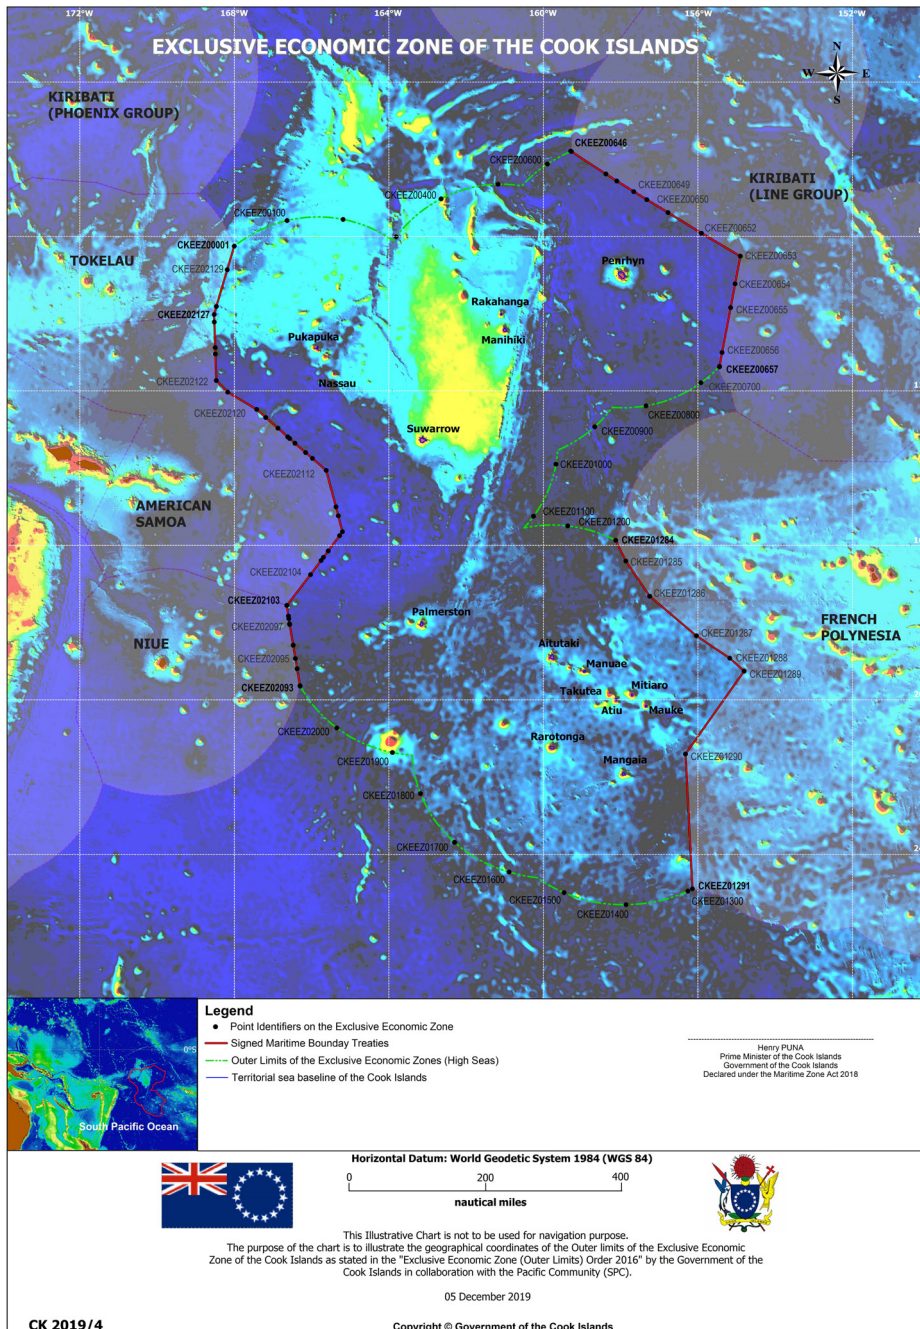 172°W
168°W
164°W
160°W
156°W
152°W
EXCLUSIVE ECONOMIC ZONE OF THE COOK ISLANDS
N
W E
S
KIRIBATI
(PHOENIX GROUP)
CKEEZ00646
CKEEZ00600
KIRIBATI
(LINE GROUP)
CKEEZ00649
CKEEZ00400
CKEEZ00650
CKEEZ00100
CKEEZ00652
CKEEZ00001
CKEEZ00653
TOKELAU
CKEEZ02129
Penrhyn
CKEEZ00654
Rakahanga
CKEEZ02127
CKEEZ00655
Manihiki
Pukapuka
CKEEZ00656
CKEEZ00657
CKEEZ02122
Nassau
CKEEZ00700
CKEEZ02120
CKEEZ00800
Suwarrow
CKEEZ00900
CKEEZ01000
CKEEZ02112
AMERICAN
SAMOA
CKEEZ01100
CKEEZ01200
CKEEZ01284
CKEEZ01285
CKEEZ02104
CKEEZ01286
CKEEZ02103
Palmerston
FRENCH
POLYNESIA
CKEEZ02097
CKEEZ01287
NIUE
Aitutaki
CKEEZ02095
CKEEZ01288
Manuae
CKEEZ01289
CKEEZ02093
Takutea
Mitiaro
Atiu
Mauke
CKEEZ02000
Rarotonga
CKEEZ01900
CKEEZ01290
Mangaia
CKEEZ01800
CKEEZ01700
CKEEZ01600
CKEEZ01291
CKEEZ01500
CKEEZ01300
CKEEZ01400
0°S
South Pacific Ocean
Legend
Point Identifiers on the Exclusive Economic Zone
Signed Maritime Bounday Treaties
Outer Limits of the Exclusive Economic Zones (High Seas)
Territorial sea baseline of the Cook Islands
Henry PUNA
Prime Minister of the Cook Islands
Government of the Cook Islands
Declared under the Maritime Zone Act 2018
Horizontal Datum: World Geodetic System 1984 (WGS 84)
0 200 400
nautical miles
This Illustrative Chart is not to be used for navigation purpose.
The purpose of the chart is to illustrate the geographical coordinates of the Outer limits of the Exclusive Economic
Zone of the Cook Islands as stated in the "Exclusive Economic Zone (Outer Limits) Order 2016" by the Government of the
Cook Islands in collaboration with the Pacific Community (SPC).
05 December 2019
CK 2019/4
Copyright © Government of the Cook Islands